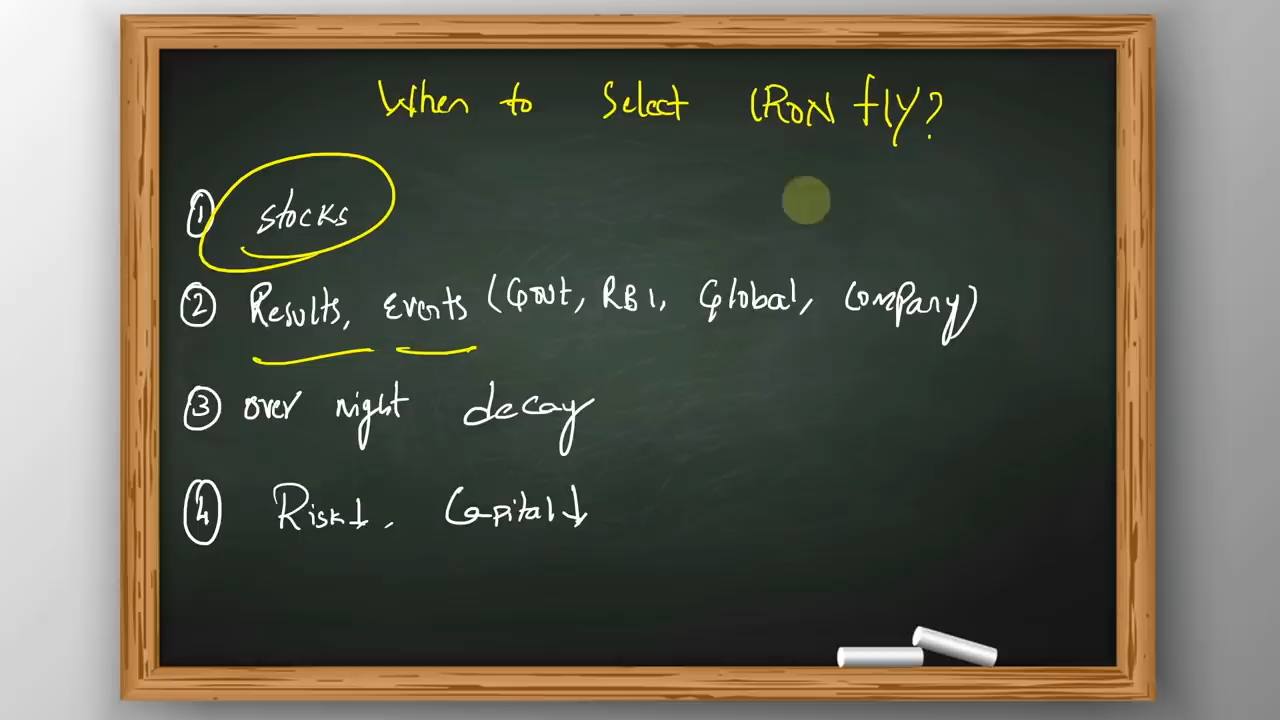 When to Select IRON fly?
① stocks
② Results, Events (Govt, RBI, Global, Company)
③ over night decay
④ Risk↓, Capital↓